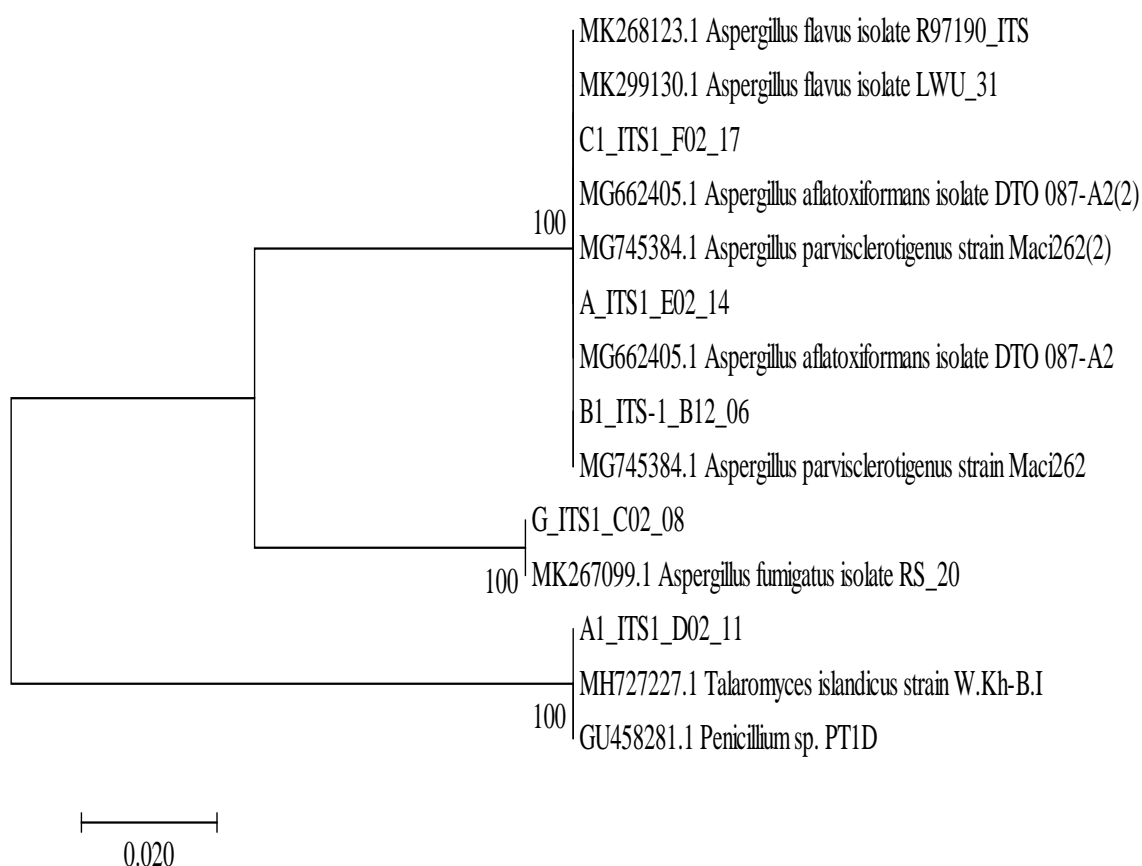 MK268123.1 Aspergillus flavus isolate R97190_ITS
MK299130.1 Aspergillus flavus isolate LWU_31
C1_ITS1_F02_17
MG662405.1 Aspergillus aflatoxiformans isolate DTO 087-A2(2)
100
MG745384.1 Aspergillus parvisclerotigenus strain Maci262(2)
A_ITS1_E02_14
MG662405.1 Aspergillus aflatoxiformans isolate DTO 087-A2
B1_ITS-1_B12_06
MG745384.1 Aspergillus parvisclerotigenus strain Maci262
G_ITS1_C02_08
100
MK267099.1 Aspergillus fumigatus isolate RS_20
A1_ITS1_D02_11
MH727227.1 Talaromyces islandicus strain W.Kh-B.I
100
GU458281.1 Penicillium sp. PT1D
0.020